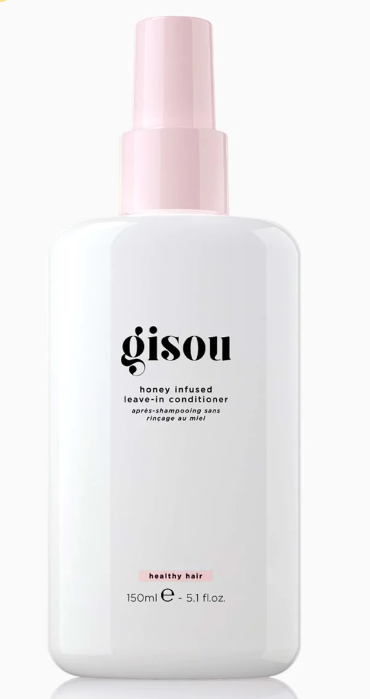 gisou
honey infused
leave-in conditioner
après-shampooing sans
rinçage au miel
healthy hair
150ml ℮ - 5.1 fl.oz.